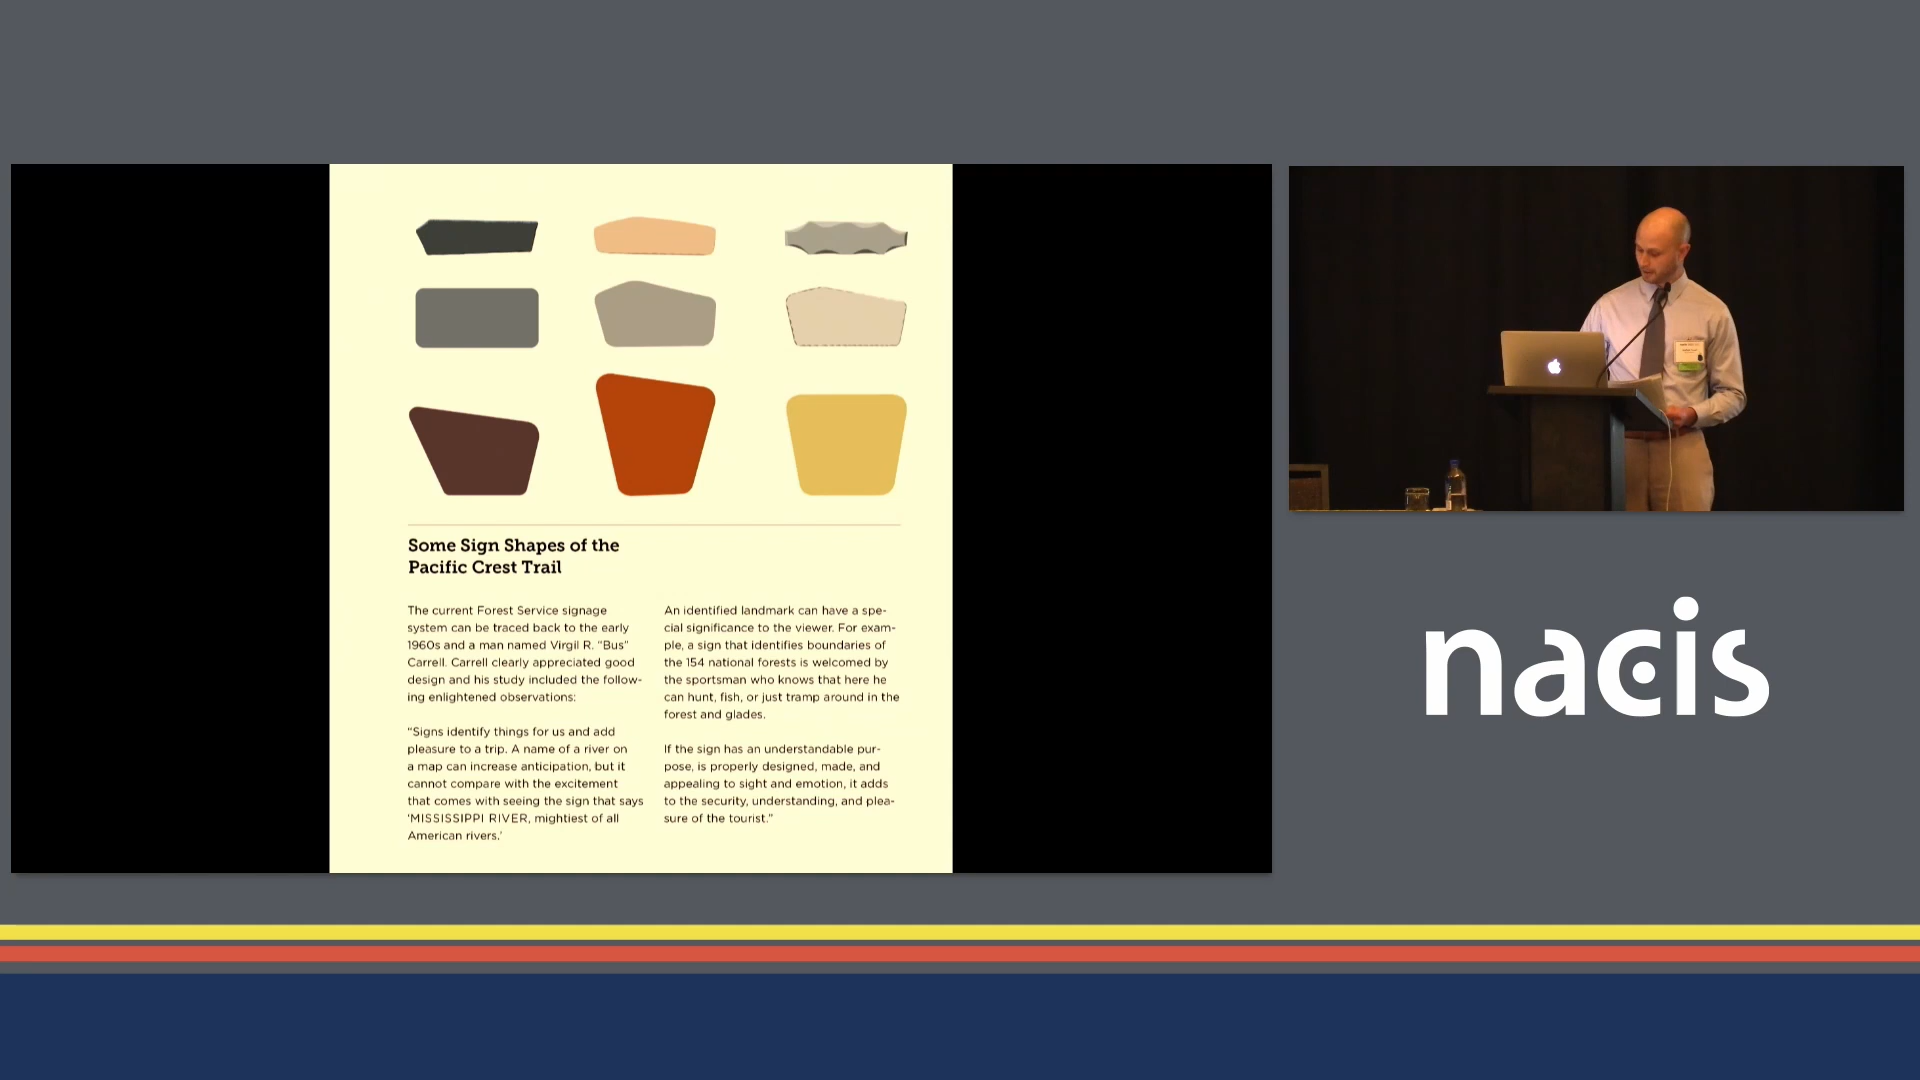 Some Sign Shapes of the
Pacific Crest Trail
The current Forest Service signage
system can be traced back to the early
1960s and a man named Virgil R. "Bus"
Carrell. Carrell clearly appreciated good
design and his study included the follow-
ing enlightened observations:
"Signs identify things for us and add
pleasure to a trip. A name of a river on
a map can increase anticipation, but it
cannot compare with the excitement
that comes with seeing the sign that says
'MISSISSIPPI RIVER, mightiest of all
American rivers.'
An identified landmark can have a spe-
cial significance to the viewer. For exam-
ple, a sign that identifies boundaries of
the 154 national forests is welcomed by
the sportsman who knows that here he
can hunt, fish, or just tramp around in the
forest and glades.
If the sign has an understandable pur-
pose, is properly designed, made, and
appealing to sight and emotion, it adds
to the security, understanding, and plea-
sure of the tourist."
nacis